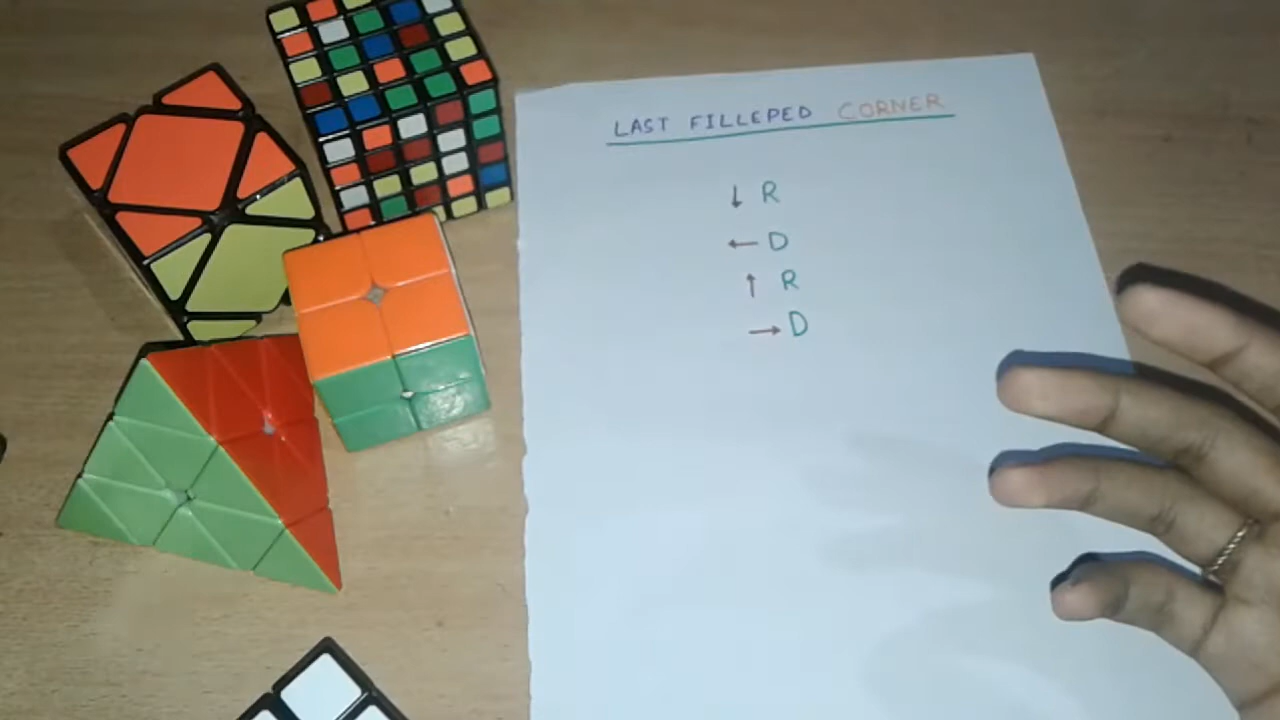 LAST FILLEPED CORNER
↓ R
← D
↑ R
→ D